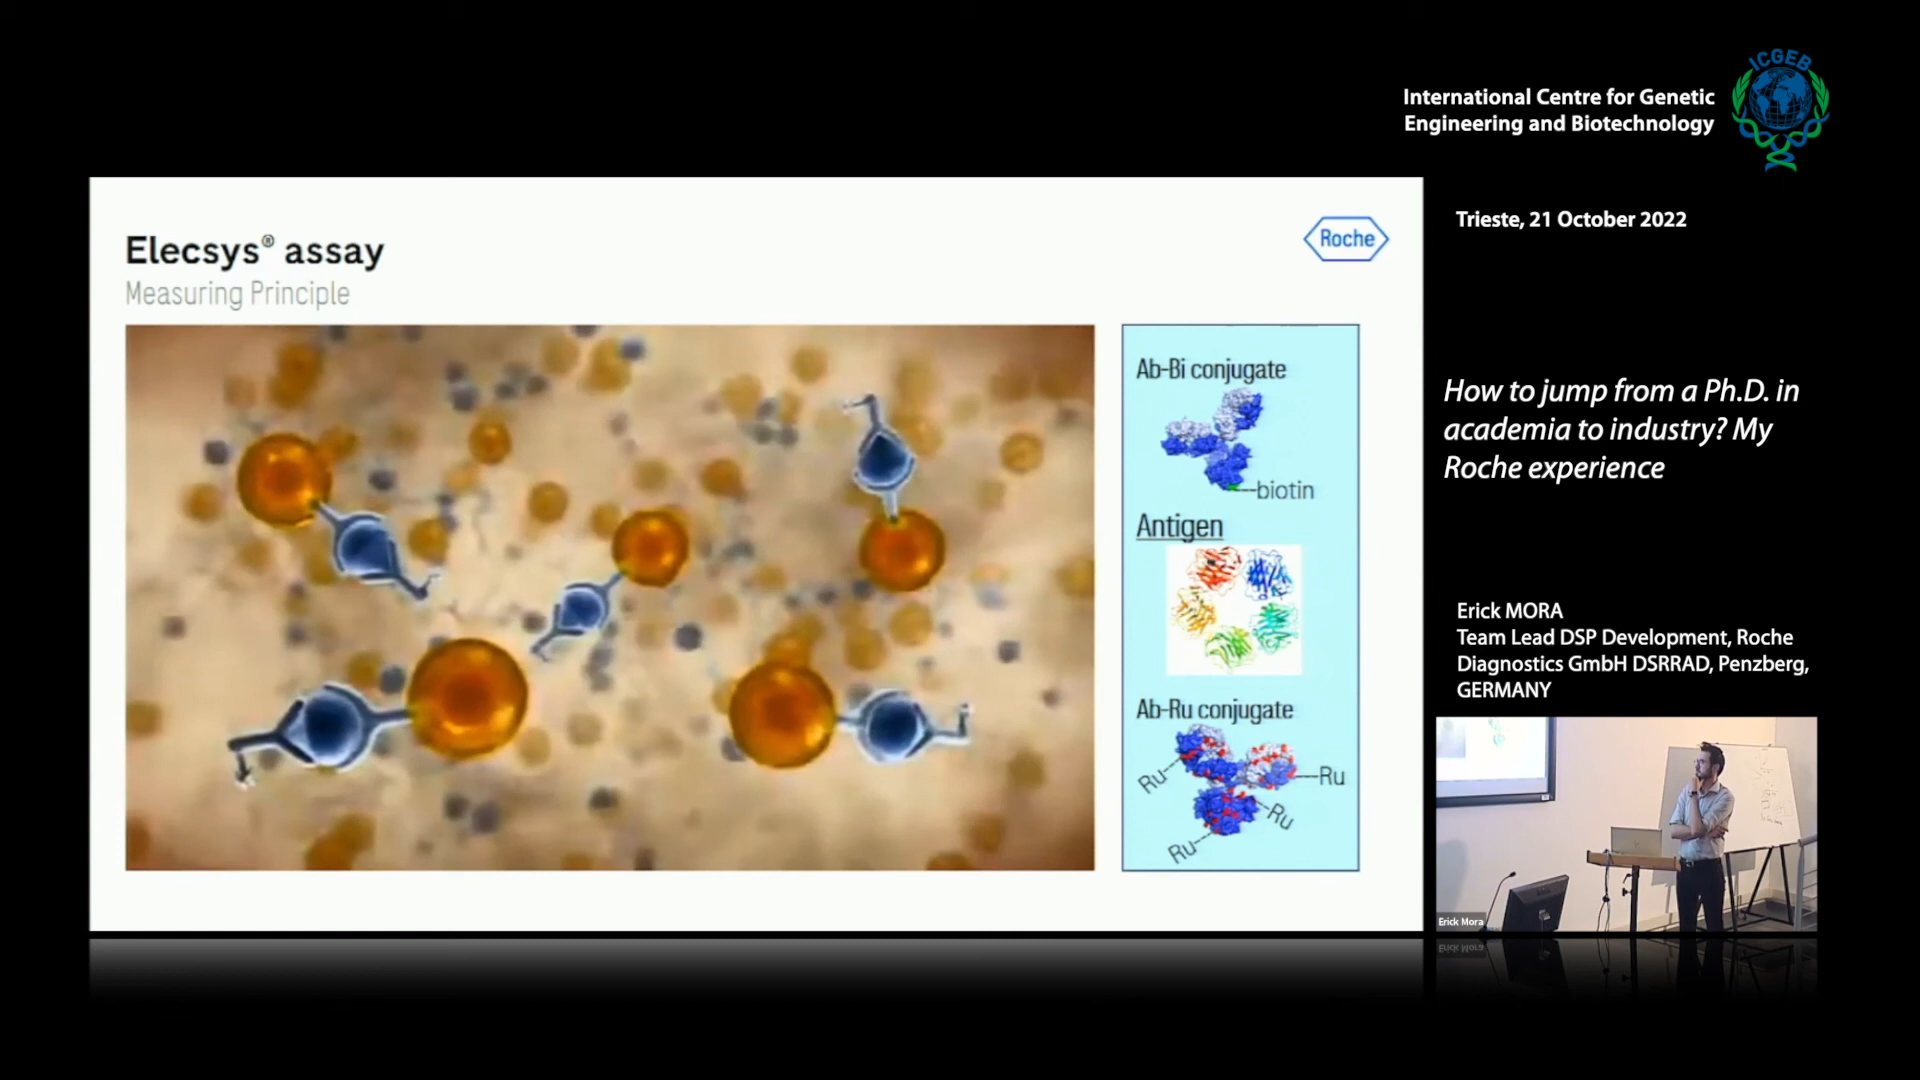 ICGEB
International Centre for Genetic
Engineering and Biotechnology
Trieste, 21 October 2022
Elecsys® assay
Measuring Principle
Roche
Ab-Bi conjugate
biotin
Antigen
Ab-Ru conjugate
Ru
Ru
Ru
Ru
How to jump from a Ph.D. in
academia to industry? My
Roche experience
Erick MORA
Team Lead DSP Development, Roche
Diagnostics GmbH DSRRAD, Penzberg,
GERMANY
Erick Mora